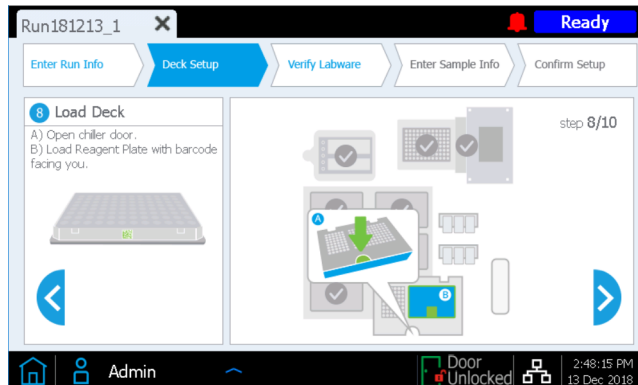 Run181213_1
Ready
Enter Run Info
Deck Setup
Verify Labware
Enter Sample Info
Confirm Setup
8 Load Deck
A) Open chiller door.
B) Load Reagent Plate with barcode
facing you.
step 8/10
A
B
Admin
Door
Unlocked
2:48:15 PM
13 Dec 2018